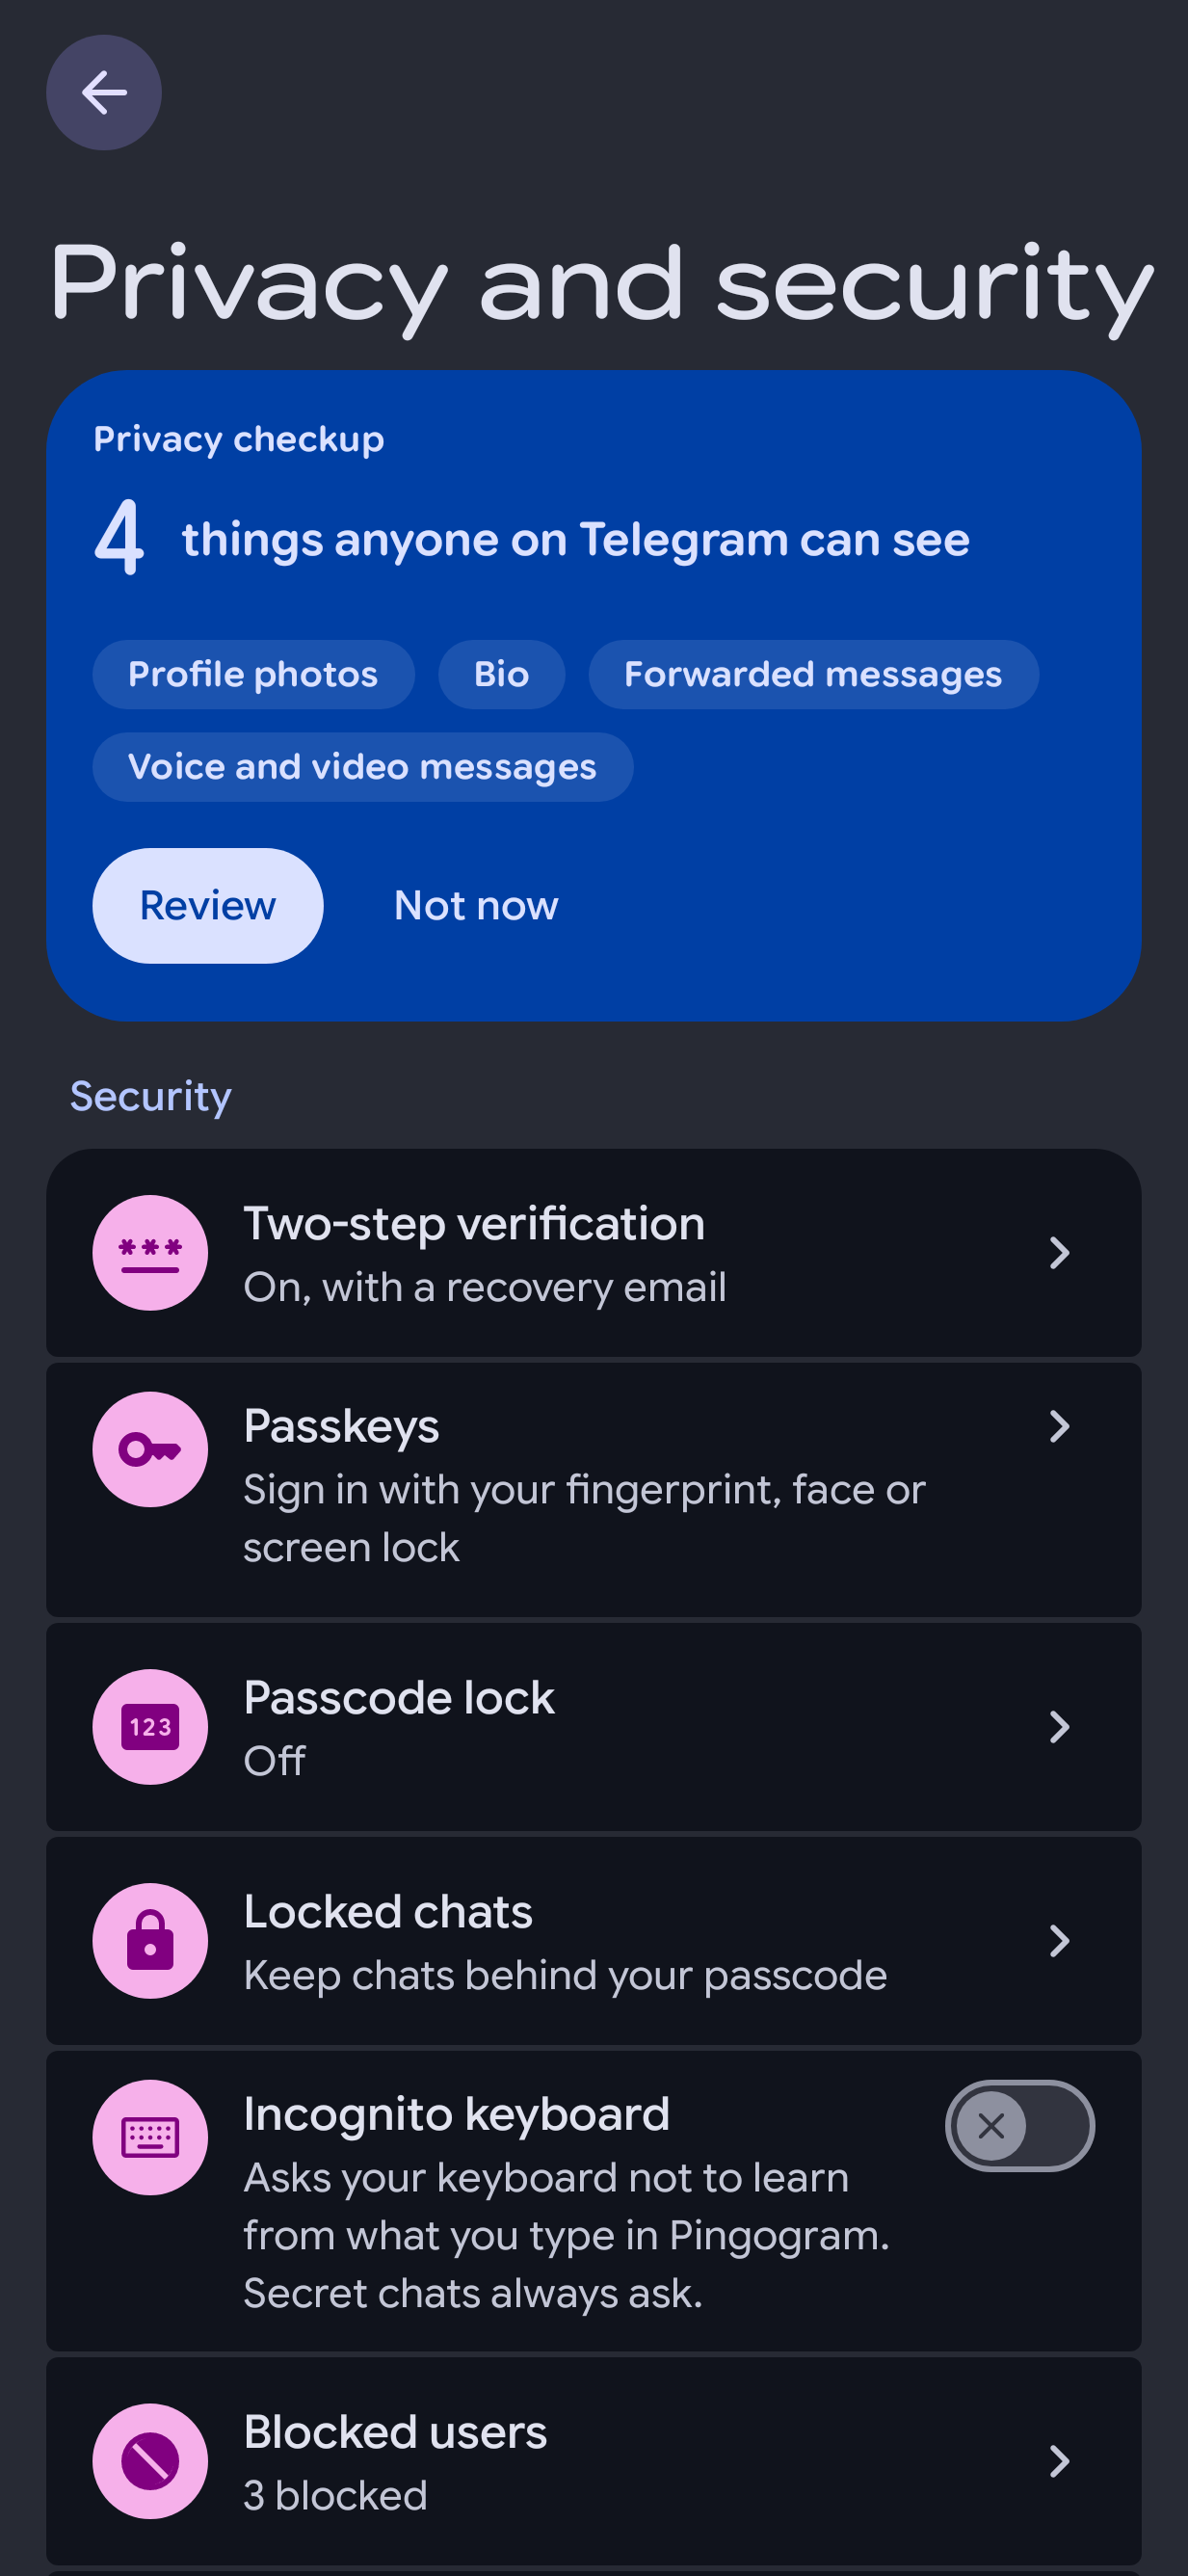 Privacy and security
Privacy checkup
4 things anyone on Telegram can see
Profile photos Bio Forwarded messages
Voice and video messages
Review Not now
Security
Two-step verification
On, with a recovery email
Passkeys
Sign in with your fingerprint, face or
screen lock
123
Passcode lock
Off
Locked chats
Keep chats behind your passcode
Incognito keyboard
Asks your keyboard not to learn
from what you type in Pingogram.
Secret chats always ask.
Blocked users
3 blocked